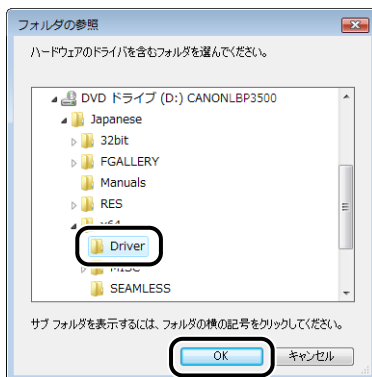 フォルダの参照
ハードウェアのドライバを含むフォルダを選んでください。
DVD ドライブ (D:) CANONLBP3500
Japanese
32bit
FGALLERY
Manuals
RES
x64
Driver
MISC
SEAMLESS
サブ フォルダを表示するには、フォルダの横の記号をクリックしてください。
OK
キャンセル